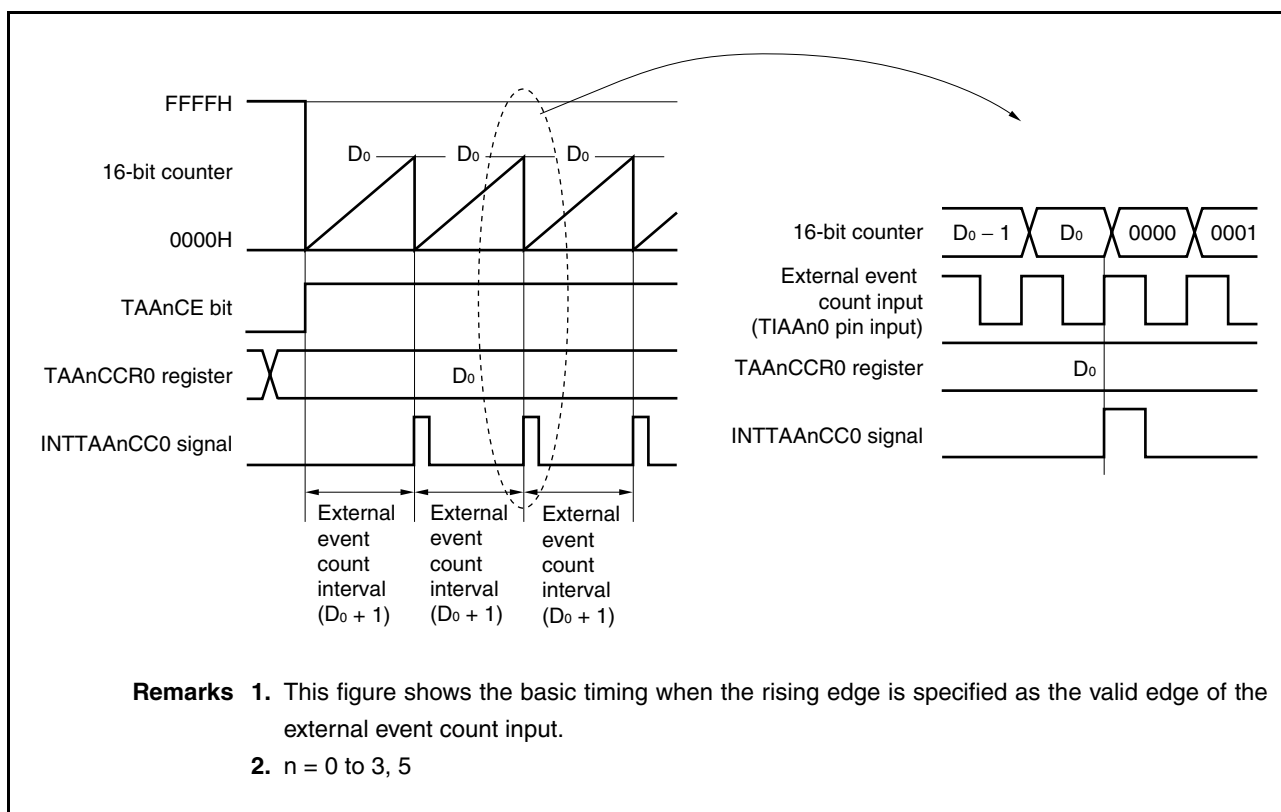 FFFFH
16-bit counter
0000H
D0 D0 D0
TAAnCE bit
TAAnCCR0 register
D0
INTTAAnCC0 signal
External
event
count
interval
(D0 + 1)
External
event
count
interval
(D0 + 1)
External
event
count
interval
(D0 + 1)
16-bit counter
D0 − 1 D0 0000 0001
External event
count input
(TIAAn0 pin input)
TAAnCCR0 register
D0
INTTAAnCC0 signal
Remarks 1. This figure shows the basic timing when the rising edge is specified as the valid edge of the
external event count input.
2. n = 0 to 3, 5